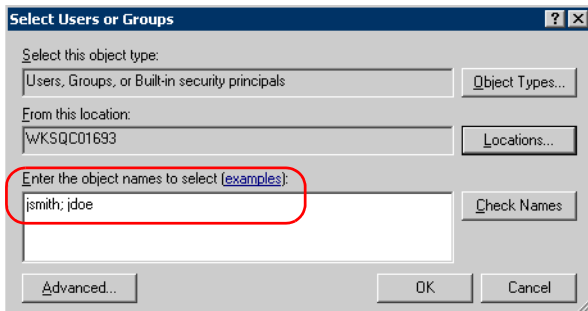 Select Users or Groups
Select this object type:
Users, Groups, or Built-in security principals
Object Types...
From this location:
WKSQC01693
Locations...
Enter the object names to select (examples):
jsmith; jdoe
Check Names
Advanced...
OK
Cancel